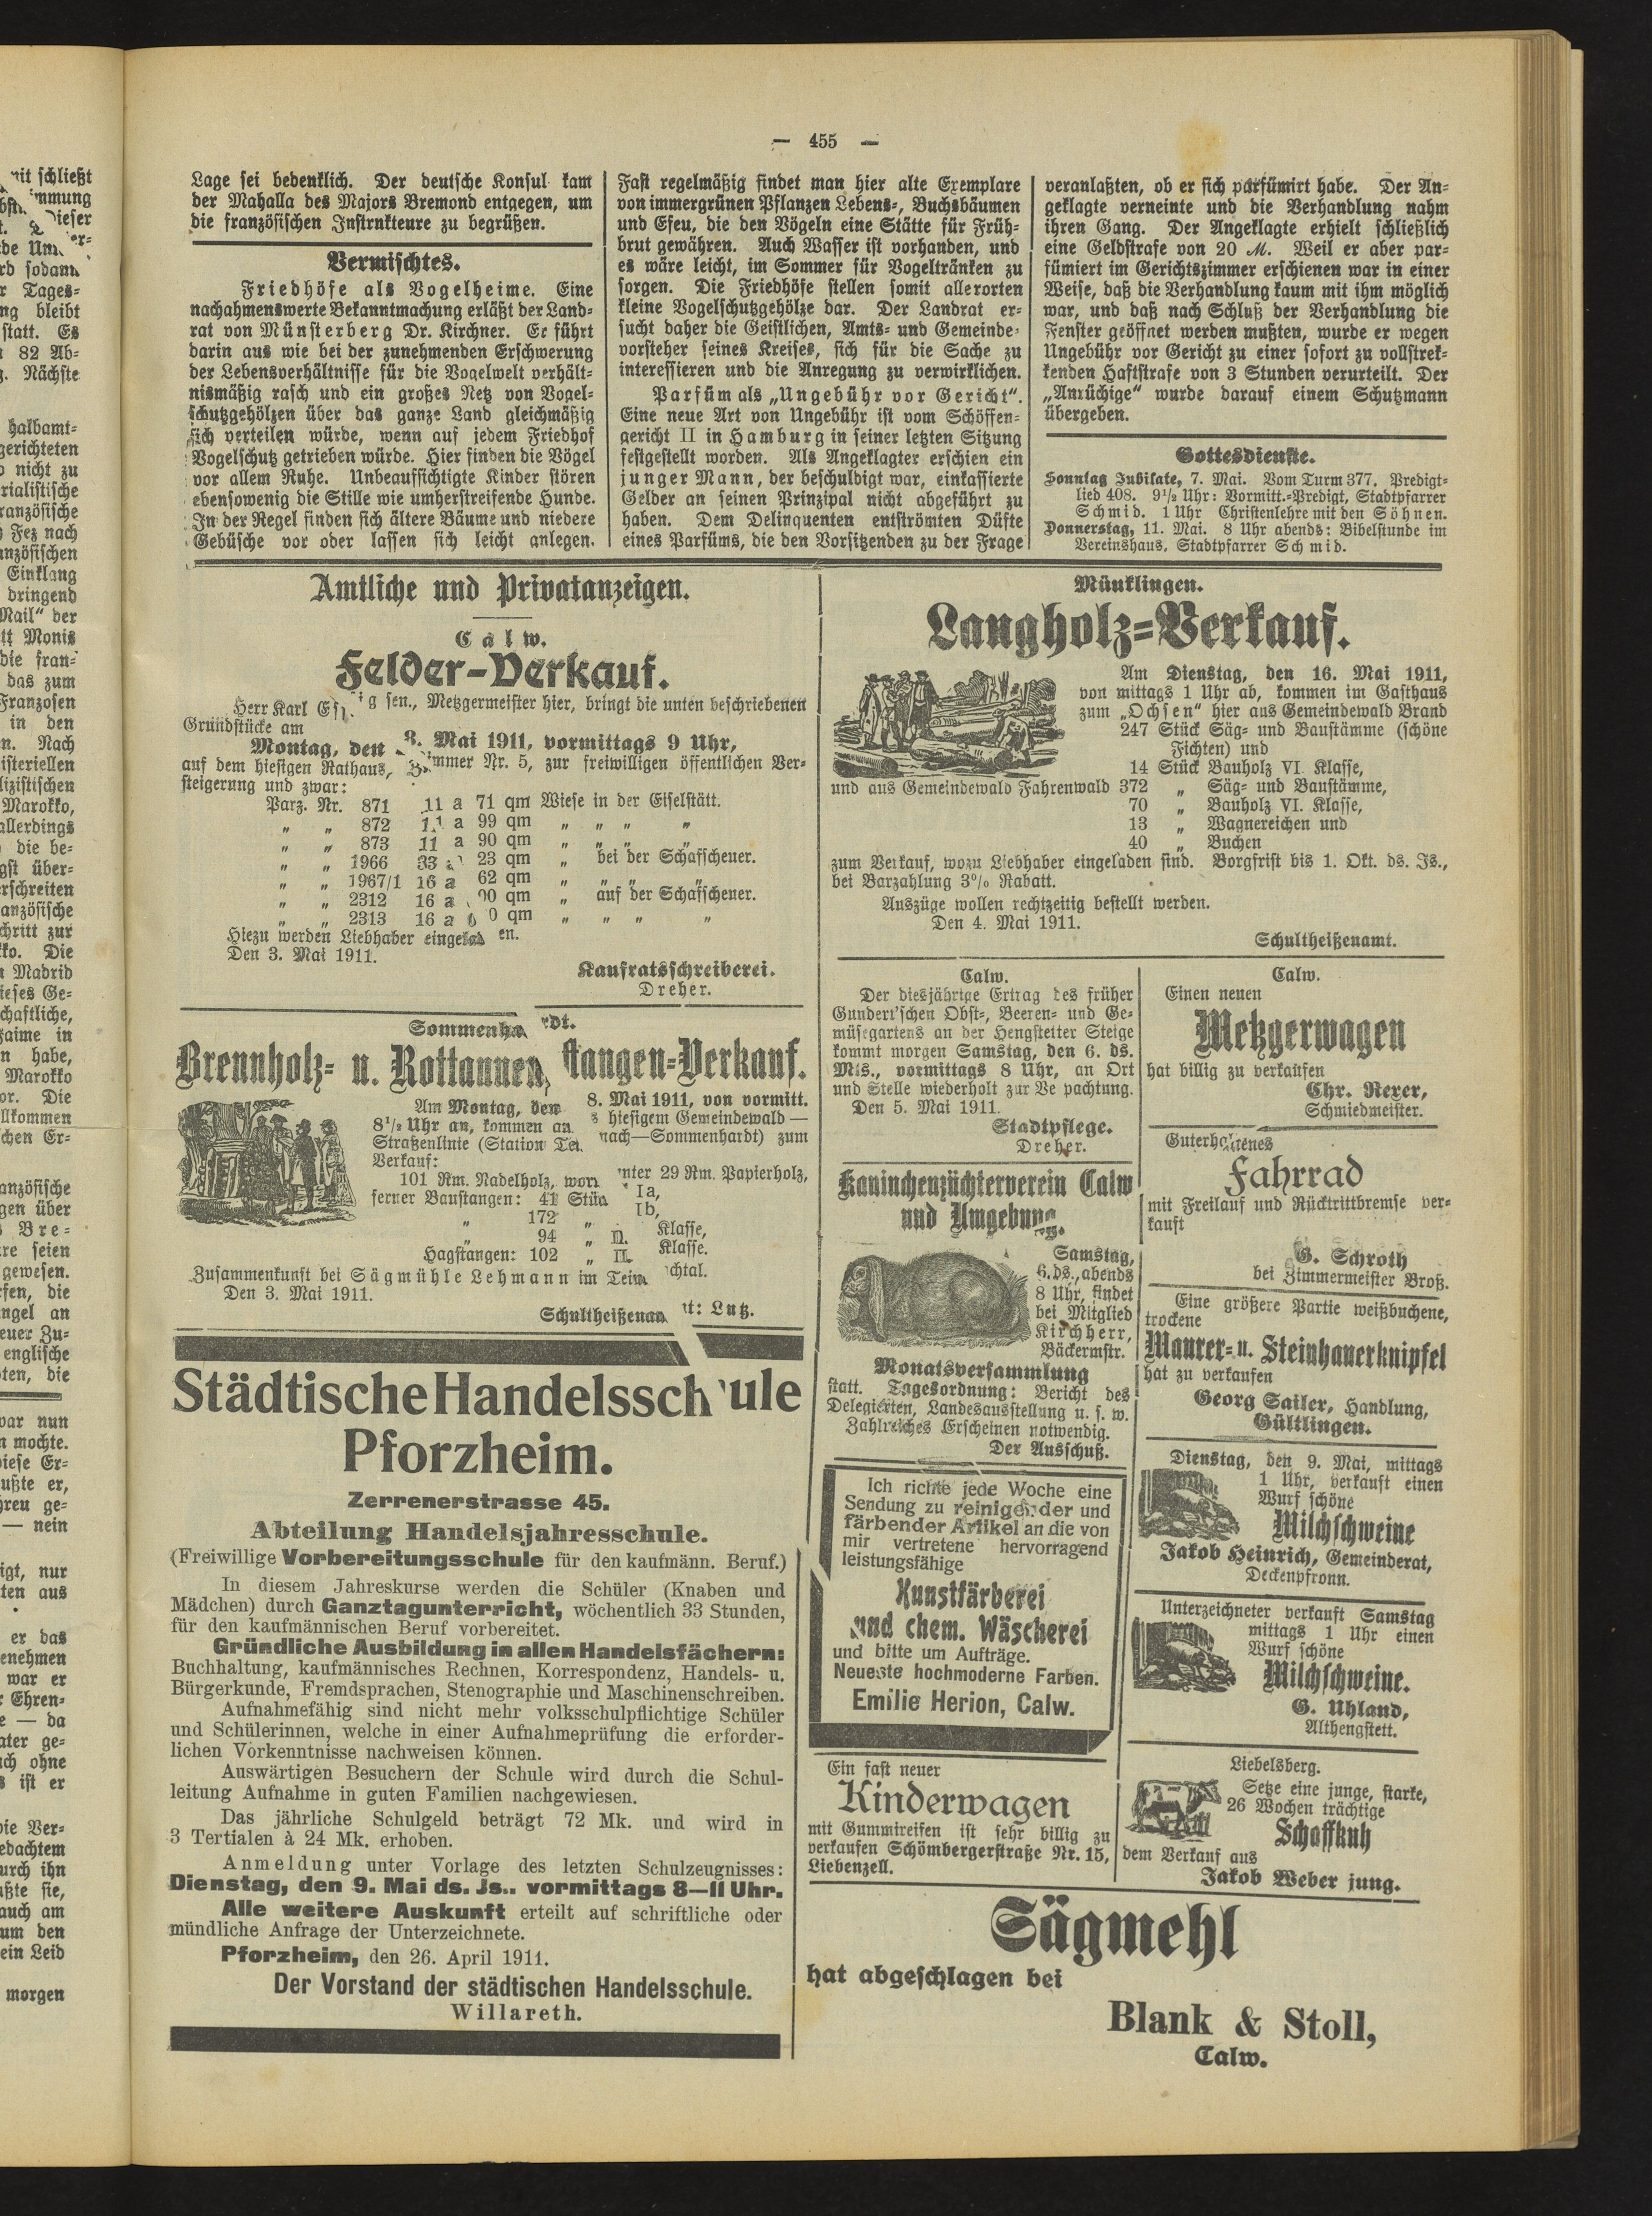 — 455 —
Lage sei bedenklich. Der deutsche Konsul kam
der Mahalla des Majors Bremond entgegen, um
die französischen Instrukteure zu begrüßen.
Vermischtes.
Friedhöfe als Vogelheime. Eine
nachahmenswerte Bekanntmachung erläßt der Land-
rat von Münsterberg Dr. Kirchner. Er führt
darin aus wie bei der zunehmenden Erschwerung
der Lebensverhältnisse für die Vogelwelt verhält-
nismäßig rasch und ein großes Netz von Vogel-
schutzgehölzen über das ganze Land gleichmäßig
sich verteilen würde, wenn auf jedem Friedhof
Vogelschutz getrieben würde. Hier finden die Vögel
vor allem Ruhe. Unbeaufsichtigte Kinder stören
ebensowenig die Stille wie umherstreifende Hunde.
In der Regel finden sich ältere Bäume und niedere
Gebüsche vor oder lassen sich leicht anlegen.
Fast regelmäßig findet man hier alte Exemplare
von immergrünen Pflanzen Lebens-, Buchsbäumen
und Efeu, die den Vögeln eine Stätte für Früh-
brut gewähren. Auch Wasser ist vorhanden, und
es wäre leicht, im Sommer für Vogeltränken zu
sorgen. Die Friedhöfe stellen somit allerorten
kleine Vogelschutzgehölze dar. Der Landrat er-
sucht daher die Geistlichen, Amts- und Gemeinde-
vorsteher seines Kreises, sich für die Sache zu
interessieren und die Anregung zu verwirklichen.
Parfüm als „Ungebühr vor Gericht“.
Eine neue Art von Ungebühr ist vom Schöffen-
gericht II in Hamburg in seiner letzten Sitzung
festgestellt worden. Als Angeklagter erschien ein
junger Mann, der beschuldigt war, einkassierte
Gelder an seinen Prinzipal nicht abgeführt zu
haben. Dem Delinquenten entströmten Düfte
eines Parfüms, die den Vorsitzenden zu der Frage
veranlaßten, ob er sich parfümirt habe. Der An-
geklagte verneinte und die Verhandlung nahm
ihren Gang. Der Angeklagte erhielt schließlich
eine Geldstrafe von 20 M. Weil er aber par-
fümiert im Gerichtszimmer erschienen war in einer
Weise, daß die Verhandlung kaum mit ihm möglich
war, und daß nach Schluß der Verhandlung die
Fenster geöffnet werden mußten, wurde er wegen
Ungebühr vor Gericht zu einer sofort zu vollstrek-
kenden Haftstrafe von 3 Stunden verurteilt. Der
„Anrüchige“ wurde darauf einem Schutzmann
übergeben.
Gottesdienste.
Sonntag Jubilate, 7. Mai. Vom Turm 377. Predigt-
lied 408. 9½ Uhr: Vormitt.-Predigt, Stadtpfarrer
Schmid. 1 Uhr Christenlehre mit den Söhnen.
Donnerstag, 11. Mai. 8 Uhr abends: Bibelstunde im
Vereinshaus, Stadtpfarrer Schmid.
Amtliche und Privatanzeigen.
Calw.
Felder-Verkauf.
Herr Karl Essig sen., Metzgermeister hier, bringt die unten beschriebenen
Grundstücke am
Montag, den 8. Mai 1911, vormittags 9 Uhr,
auf dem hiesigen Rathaus, Zimmer Nr. 5, zur freiwilligen öffentlichen Ver-
steigerung und zwar:
Parz. Nr. 871 11 a 71 qm Wiese in der Eiselstätt.
„ „ 872 11 a 99 qm „ „ „ „
„ „ 873 11 a 90 qm „ „ „ „
„ „ 1966 33 a 23 qm „ bei der Schafscheuer.
„ „ 1967/1 16 a 62 qm „ „ „ „
„ „ 2312 16 a 00 qm „ auf der Schafscheuer.
„ „ 2313 16 a 00 qm „ „ „ „
Hiezu werden Liebhaber eingeladen.
Den 3. Mai 1911.
Kaufratsschreiberei.
Dreher.
Sommenhardt.
Brennholz- u. Rottannenstangen-Verkauf.
Am Montag, den 8. Mai 1911, von vormitt.
8½ Uhr an, kommen aus hiesigem Gemeindewald —
Straßenlinie (Station Teinach—Sommenhardt) zum
Verkauf:
101 Rm. Nadelholz, worunter 29 Rm. Papierholz,
ferner Baustangen: 41 Stück Ia,
„ 172 „ Ib,
„ 94 „ II. Klasse,
Hagstangen: 102 „ II. Klasse.
Zusammenkunft bei Sägmühle Lehmann im Teinachtal.
Den 3. Mai 1911.
Schultheißenamt: Lutz.
Städtische Handelsschule
Pforzheim.
Zerrenerstrasse 45.
Abteilung Handelsjahresschule.
(Freiwillige Vorbereitungsschule für den kaufmänn. Beruf.)
In diesem Jahreskurse werden die Schüler (Knaben und
Mädchen) durch Ganztagunterricht, wöchentlich 33 Stunden,
für den kaufmännischen Beruf vorbereitet.
Gründliche Ausbildung in allen Handelsfächern:
Buchhaltung, kaufmännisches Rechnen, Korrespondenz, Handels- u.
Bürgerkunde, Fremdsprachen, Stenographie und Maschinenschreiben.
Aufnahmefähig sind nicht mehr volksschulpflichtige Schüler
und Schülerinnen, welche in einer Aufnahmeprüfung die erforder-
lichen Vorkenntnisse nachweisen können.
Auswärtigen Besuchern der Schule wird durch die Schul-
leitung Aufnahme in guten Familien nachgewiesen.
Das jährliche Schulgeld beträgt 72 Mk. und wird in
3 Tertialen à 24 Mk. erhoben.
Anmeldung unter Vorlage des letzten Schulzeugnisses:
Dienstag, den 9. Mai ds. Js.. vormittags 8—11 Uhr.
Alle weitere Auskunft erteilt auf schriftliche oder
mündliche Anfrage der Unterzeichnete.
Pforzheim, den 26. April 1911.
Der Vorstand der städtischen Handelsschule.
Willareth.
Münklingen.
Langholz-Verkauf.
Am Dienstag, den 16. Mai 1911,
von mittags 1 Uhr ab, kommen im Gasthaus
zum „Ochsen“ hier aus Gemeindewald Brand
247 Stück Säg- und Baustämme (schöne
Fichten) und
14 Stück Bauholz VI. Klasse,
und aus Gemeindewald Fahrenwald 372 „ Säg- und Baustämme,
70 „ Bauholz VI. Klasse,
13 „ Wagnereichen und
40 „ Buchen
zum Verkauf, wozu Liebhaber eingeladen sind. Borgfrist bis 1. Okt. ds. Js.,
bei Barzahlung 3% Rabatt.
Auszüge wollen rechtzeitig bestellt werden.
Den 4. Mai 1911.
Schultheißenamt.
Calw.
Der diesjährige Ertrag des früher
Gundert'schen Obst-, Beeren- und Ge-
müsegartens an der Hengstetter Steige
kommt morgen Samstag, den 6. ds.
Mts., vormittags 8 Uhr, an Ort
und Stelle wiederholt zur Ve pachtung.
Den 5. Mai 1911.
Stadtpflege.
Dreher.
Kaninchenzüchterverein Calw
und Umgebung.
Samstag,
6. ds., abends
8 Uhr, findet
bei Mitglied
Kirchherr,
Bäckermstr.
Monatsversammlung
statt. Tagesordnung: Bericht des
Delegierten, Landesausstellung u. s. w.
Zahlreiches Erscheinen notwendig.
Der Ausschuß.
Ich richte jede Woche eine
Sendung zu reinigender und
färbender Artikel an die von
mir vertretene hervorragend
leistungsfähige
Kunstfärberei
und chem. Wäscherei
und bitte um Aufträge.
Neueste hochmoderne Farben.
Emilie Herion, Calw.
Ein fast neuer
Kinderwagen
mit Gummireifen ist sehr billig zu
verkaufen Schömbergerstraße Nr. 15,
Liebenzell.
Calw.
Einen neuen
Metzgerwagen
hat billig zu verkaufen
Chr. Rexer,
Schmiedmeister.
Guterhaltenes
Fahrrad
mit Freilauf und Rücktrittbremse ver-
kauft
G. Schroth
bei Zimmermeister Broß.
Eine größere Partie weißbuchene,
trockene
Maurer- u. Steinhauerknipfel
hat zu verkaufen
Georg Sailer, Handlung,
Gültlingen.
Dienstag, den 9. Mai, mittags
1 Uhr, verkauft einen
Wurf schöne
Milchschweine
Jakob Heinrich, Gemeinderat,
Deckenpfronn.
Unterzeichneter verkauft Samstag
mittags 1 Uhr einen
Wurf schöne
Milchschweine.
G. Uhland,
Althengstett.
Liebelsberg.
Setze eine junge, starke,
26 Wochen trächtige
Schaffkuh
dem Verkauf aus
Jakob Weber jung.
Sägmehl
hat abgeschlagen bei
Blank & Stoll,
Calw.